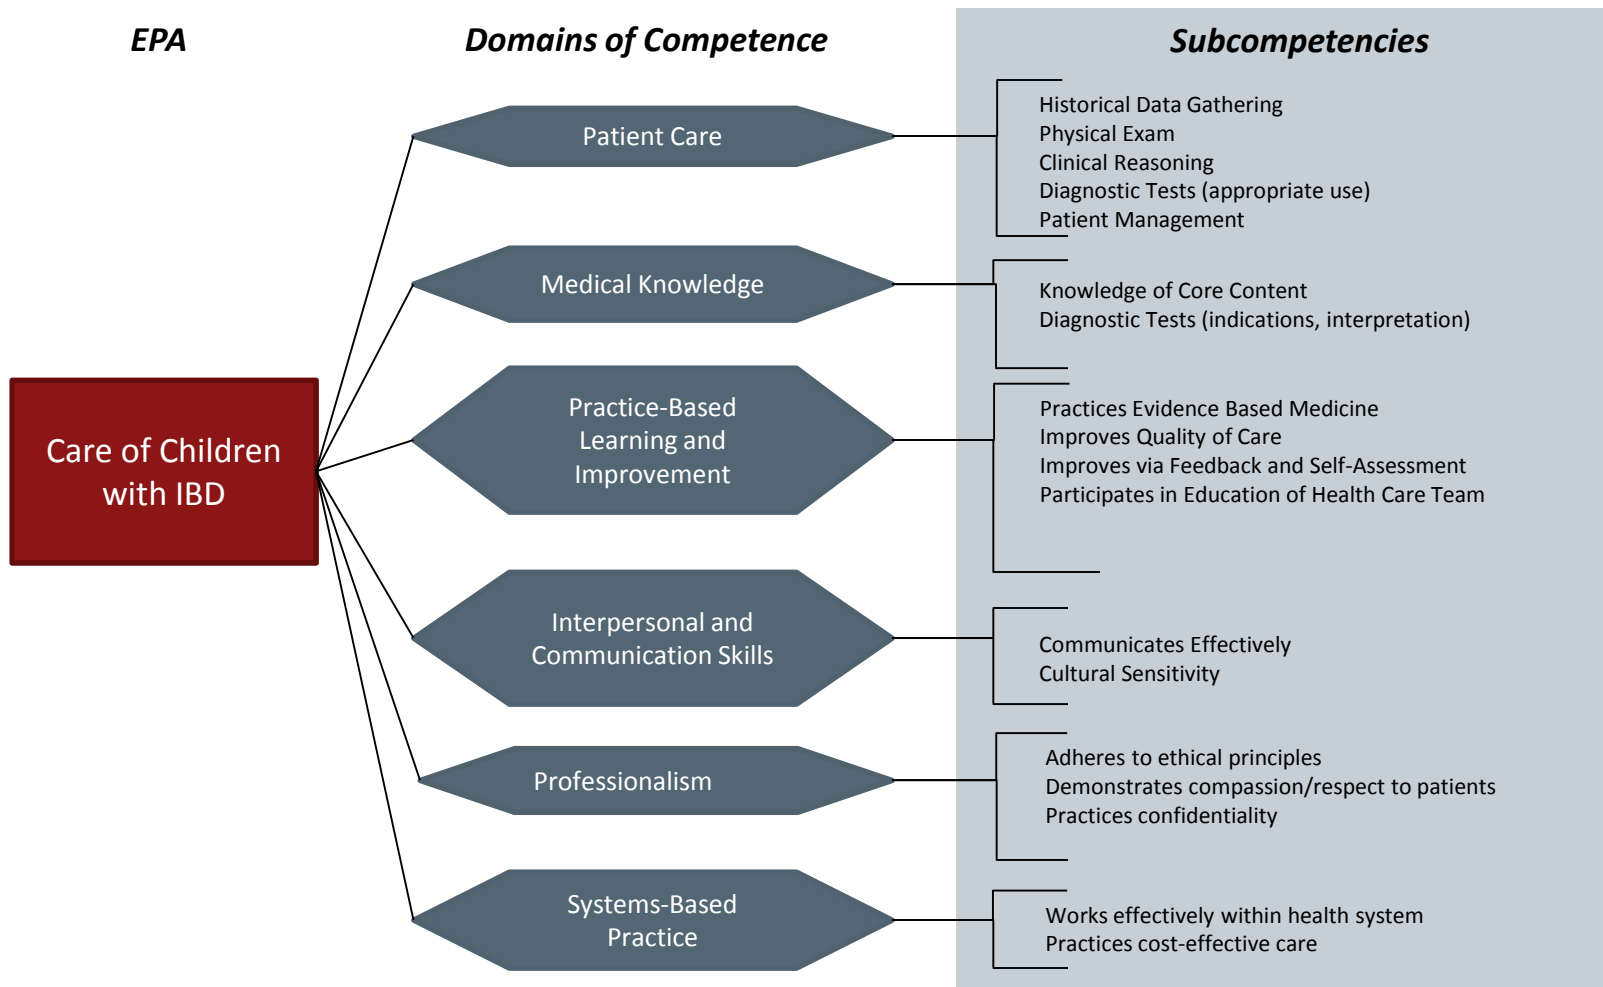 EPA
Domains of Competence
Subcompetencies
Care of Children
with IBD
Patient Care
Historical Data Gathering
Physical Exam
Clinical Reasoning
Diagnostic Tests (appropriate use)
Patient Management
Medical Knowledge
Knowledge of Core Content
Diagnostic Tests (indications, interpretation)
Practice-Based
Learning and
Improvement
Practices Evidence Based Medicine
Improves Quality of Care
Improves via Feedback and Self-Assessment
Participates in Education of Health Care Team
Interpersonal and
Communication Skills
Communicates Effectively
Cultural Sensitivity
Professionalism
Adheres to ethical principles
Demonstrates compassion/respect to patients
Practices confidentiality
Systems-Based
Practice
Works effectively within health system
Practices cost-effective care